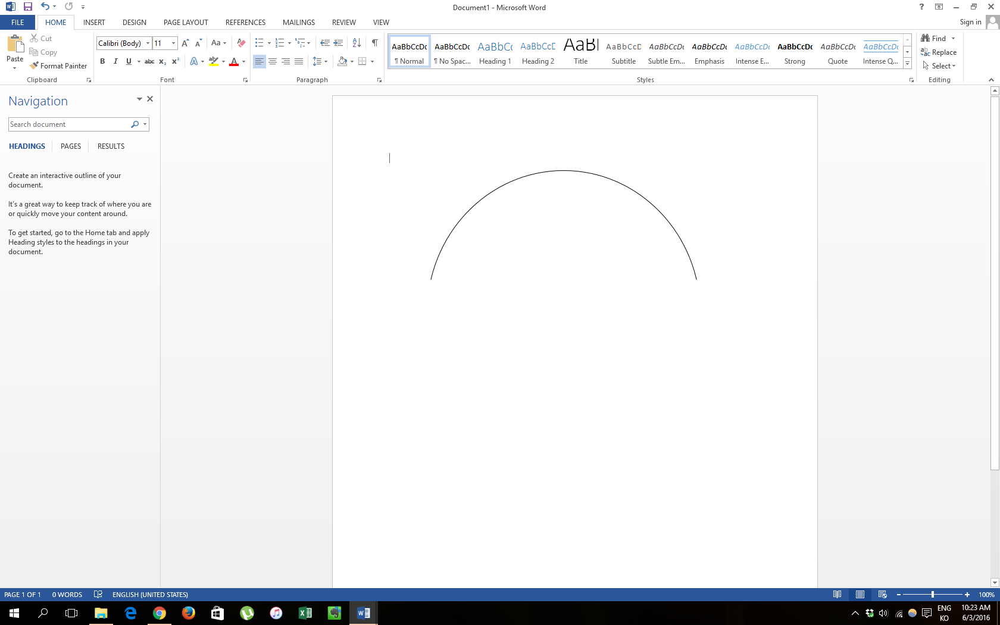 Document1 - Microsoft Word
FILE HOME INSERT DESIGN PAGE LAYOUT REFERENCES MAILINGS REVIEW VIEW Sign in
Paste
Cut
Copy
Format Painter
Clipboard
Calibri (Body) 11
Font
Paragraph
AaBbCcDc AaBbCcDc AaBbCc AaBbCcD AaBl AaBbCcD AaBbCcDc AaBbCcDc AaBbCcDc AaBbCcDc AaBbCcDc AaBbCcDc
¶ Normal ¶ No Spac... Heading 1 Heading 2 Title Subtitle Subtle Em... Emphasis Intense E... Strong Quote Intense Q...
Styles
Find
Replace
Select
Editing
Navigation
Search document
HEADINGS PAGES RESULTS
Create an interactive outline of your
document.
It's a great way to keep track of where you are
or quickly move your content around.
To get started, go to the Home tab and apply
Heading styles to the headings in your
document.
PAGE 1 OF 1 0 WORDS ENGLISH (UNITED STATES) 100%
ENG
KO
10:23 AM
6/3/2016